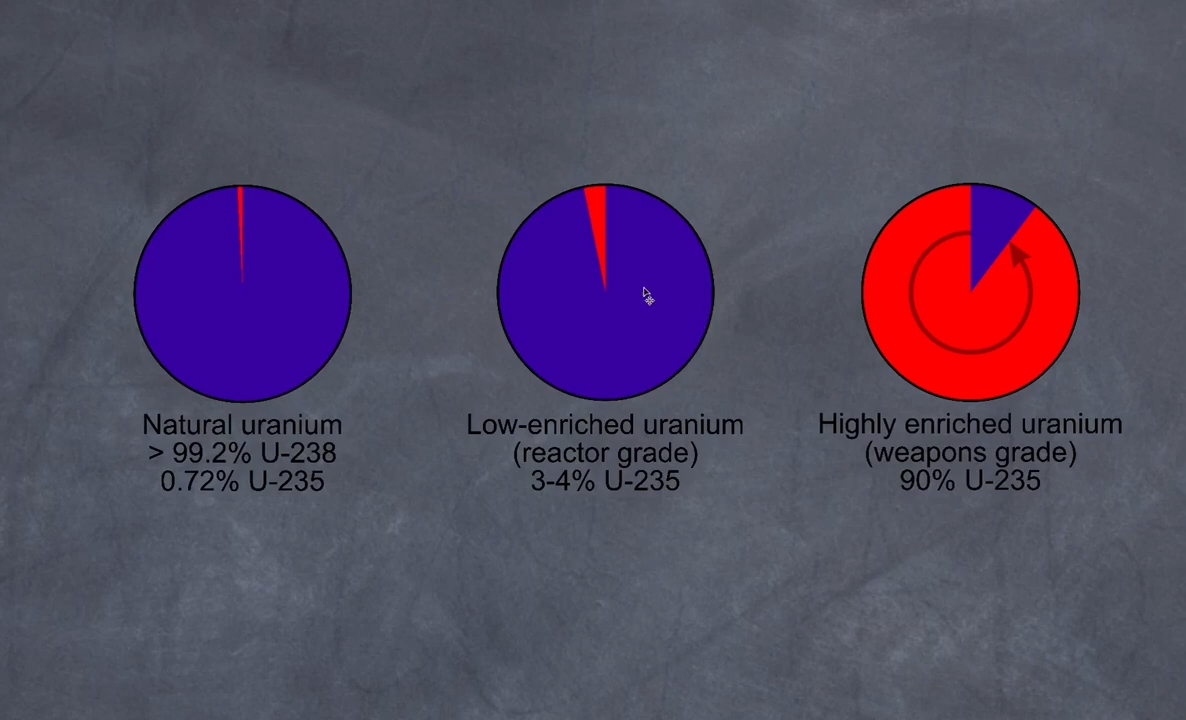 Natural uranium
> 99.2% U-238
0.72% U-235
Low-enriched uranium
(reactor grade)
3-4% U-235
Highly enriched uranium
(weapons grade)
90% U-235